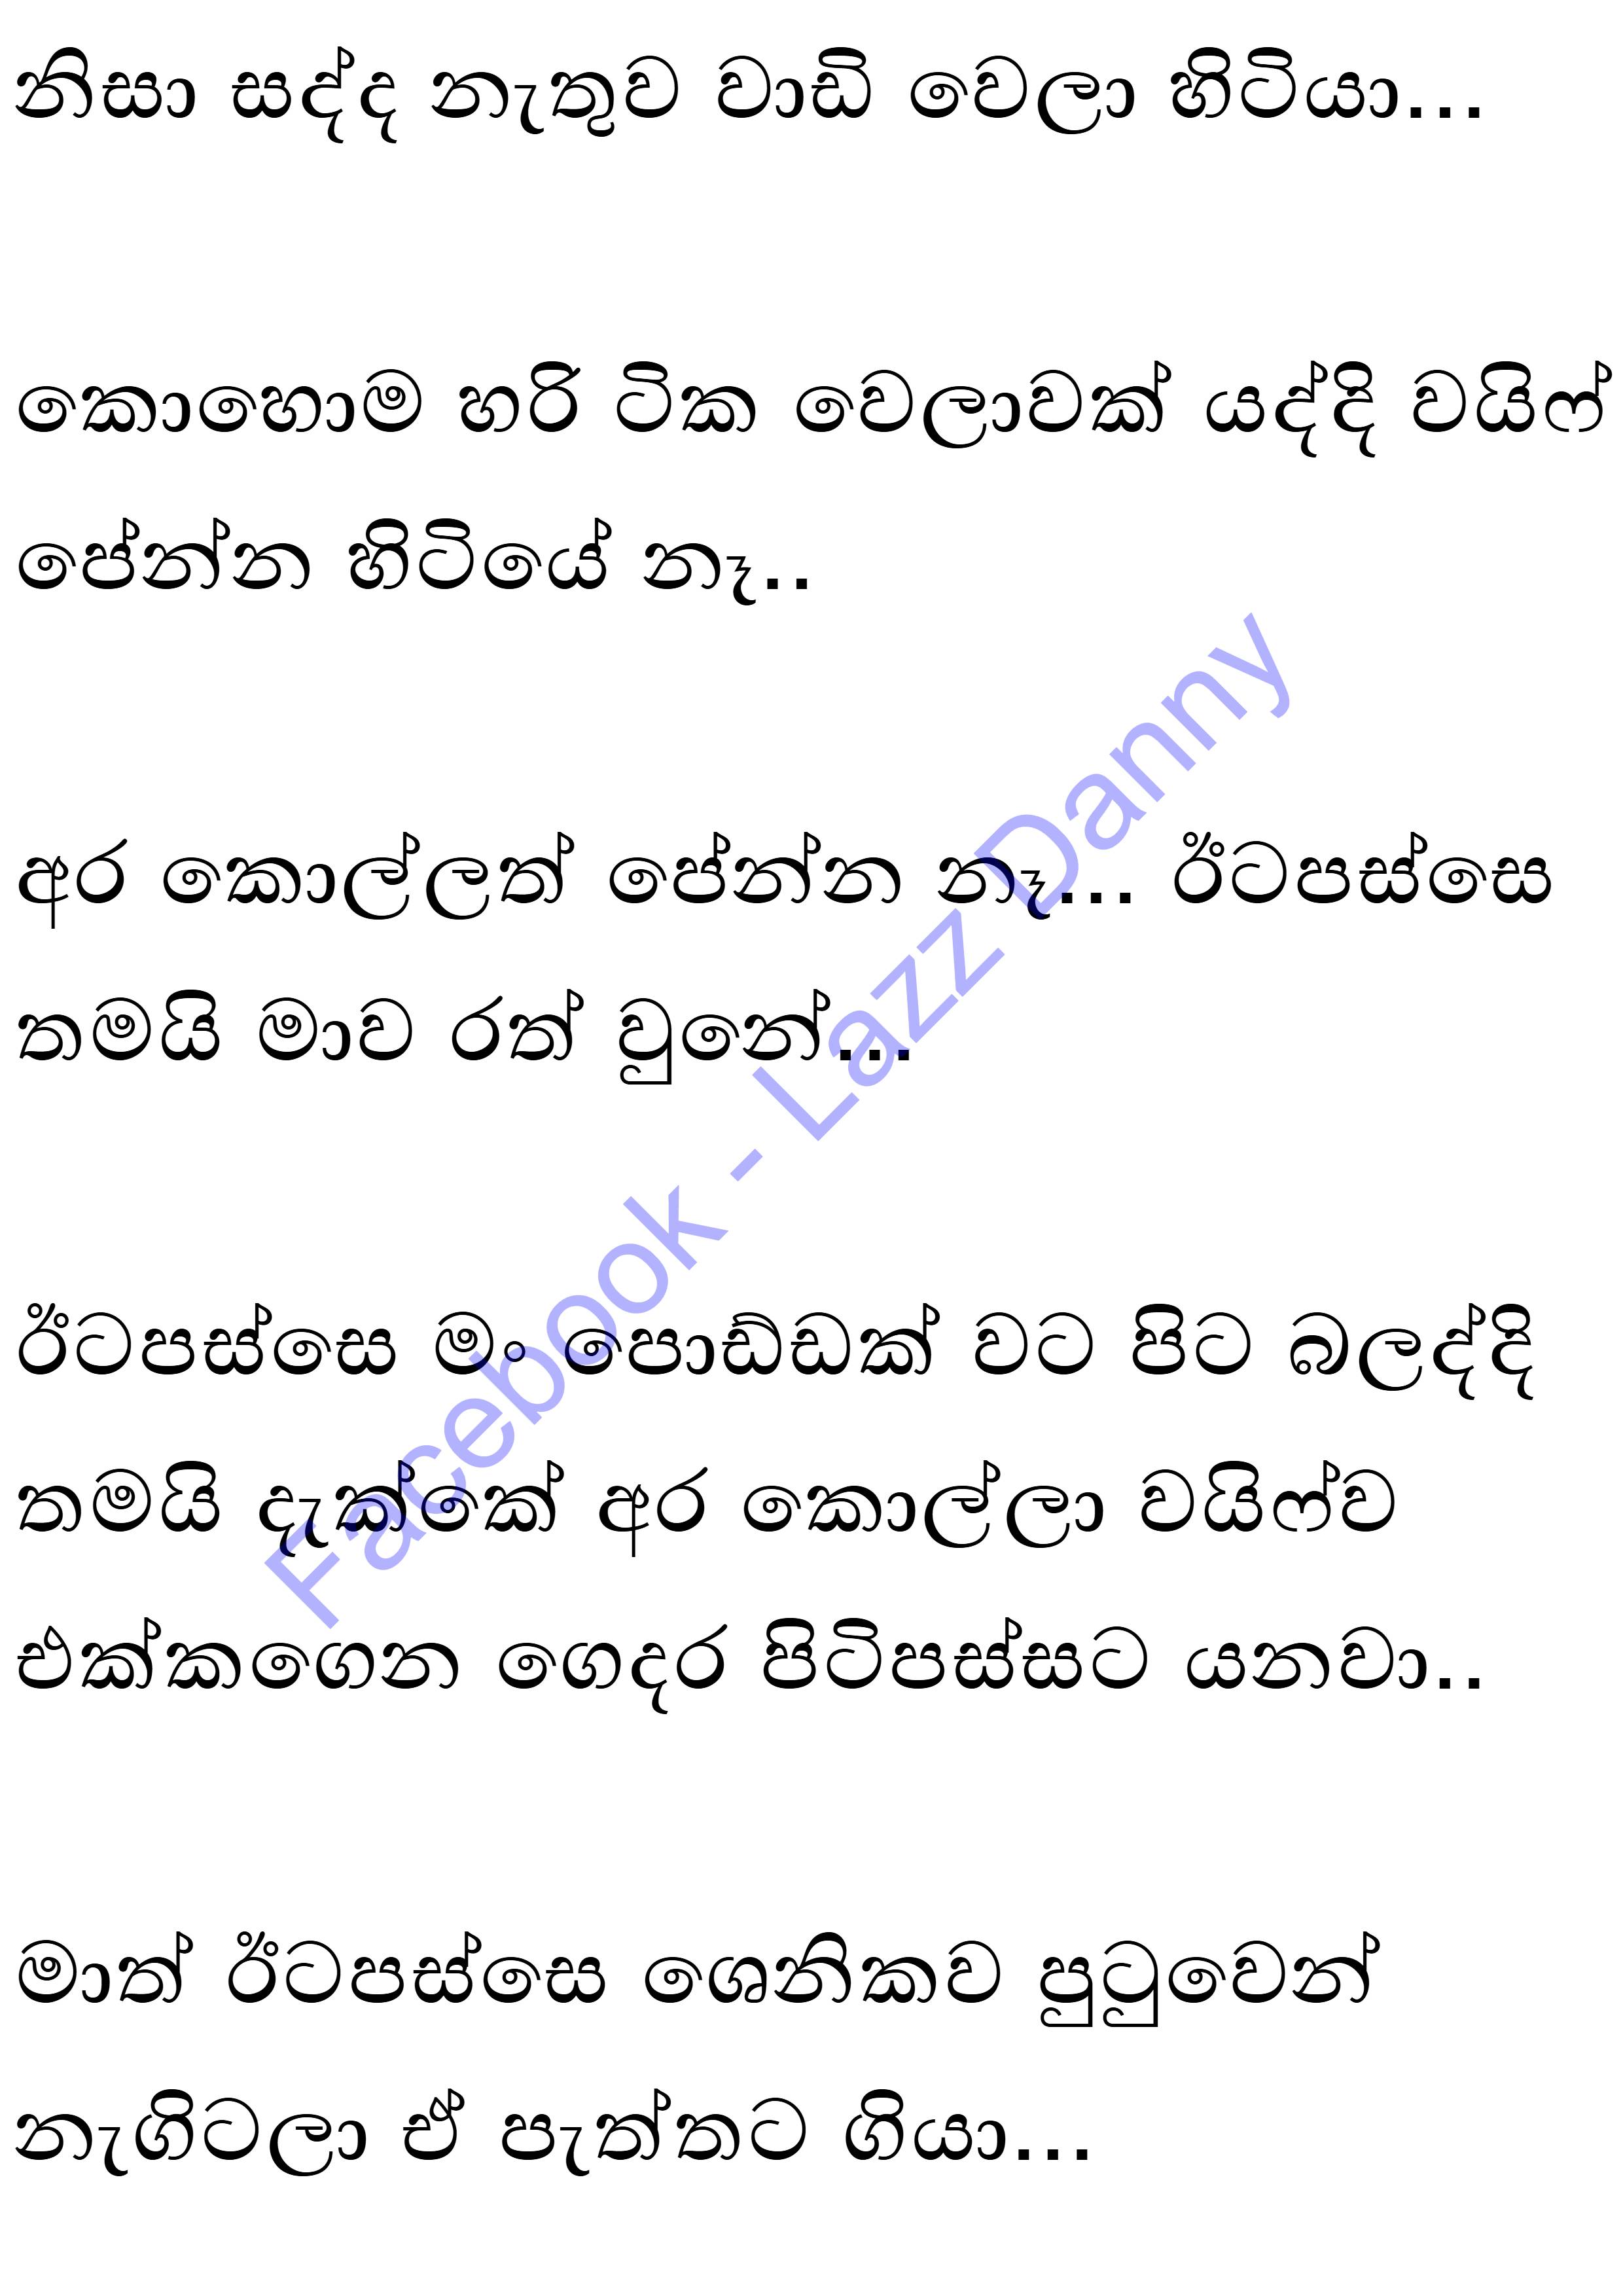 නිසා සද්ද නැතුව වාඩි වෙලා හිටියා...
කොහොම හරි ටික වෙලාවක් යද්දි වයිෆ්
පේන්න හිටියේ නෑ..
අර කොල්ලත් පේන්න නෑ... ඊටපස්සෙ
තමයි මාව රත් වුනේ...
ඊටපස්සෙ මං පොඩ්ඩක් වට පිට බලද්දි
තමයි දැක්කේ අර කොල්ලා වයිෆ්ව
එක්කගෙන ගෙදර පිටිපස්සට යනවා..
මාත් ඊටපස්සෙ ශෙනිකව පුටුවෙන්
නැගිටලා ඒ පැත්තට ගියා...
Facebook - Lazz Danny